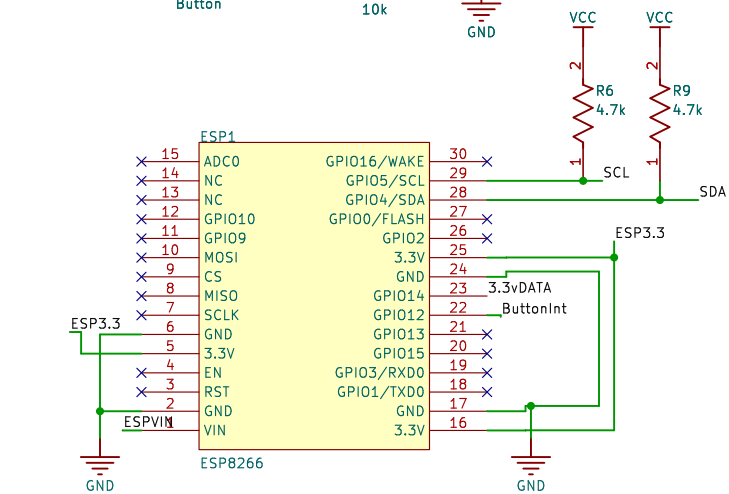 Button
10k
GND
VCC
VCC
2
R6
4.7k
1
2
R9
4.7k
1
ESP1
15 ADC0 GPIO16/WAKE 30
14 NC GPIO5/SCL 29 SCL
13 NC GPIO4/SDA 28 SDA
12 GPIO10 GPIO0/FLASH 27
11 GPIO9 GPIO2 26 ESP3.3
10 MOSI 3.3V 25
9 CS GND 24
8 MISO GPIO14 23 3.3vDATA
7 SCLK GPIO12 22 ButtonInt
ESP3.3 6 GND GPIO13 21
5 3.3V GPIO15 20
4 EN GPIO3/RXD0 19
3 RST GPIO1/TXD0 18
2 GND GND 17
ESPVIN 1 VIN 3.3V 16
ESP8266
GND
GND